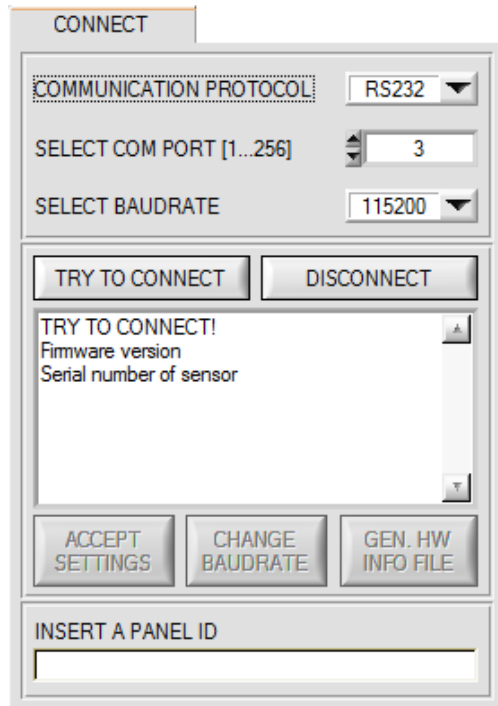 CONNECT
COMMUNICATION PROTOCOL RS232
SELECT COM PORT [1...256] 3
SELECT BAUDRATE 115200
TRY TO CONNECT DISCONNECT
TRY TO CONNECT!
Firmware version
Serial number of sensor
ACCEPT SETTINGS CHANGE BAUDRATE GEN. HW INFO FILE
INSERT A PANEL ID